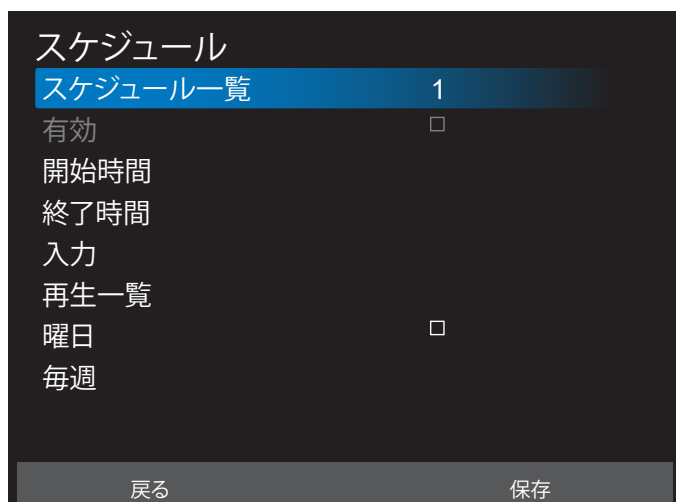 スケジュール
スケジュール一覧 1
有効 □
開始時間
終了時間
入力
再生一覧
曜日 □
毎週
戻る 保存